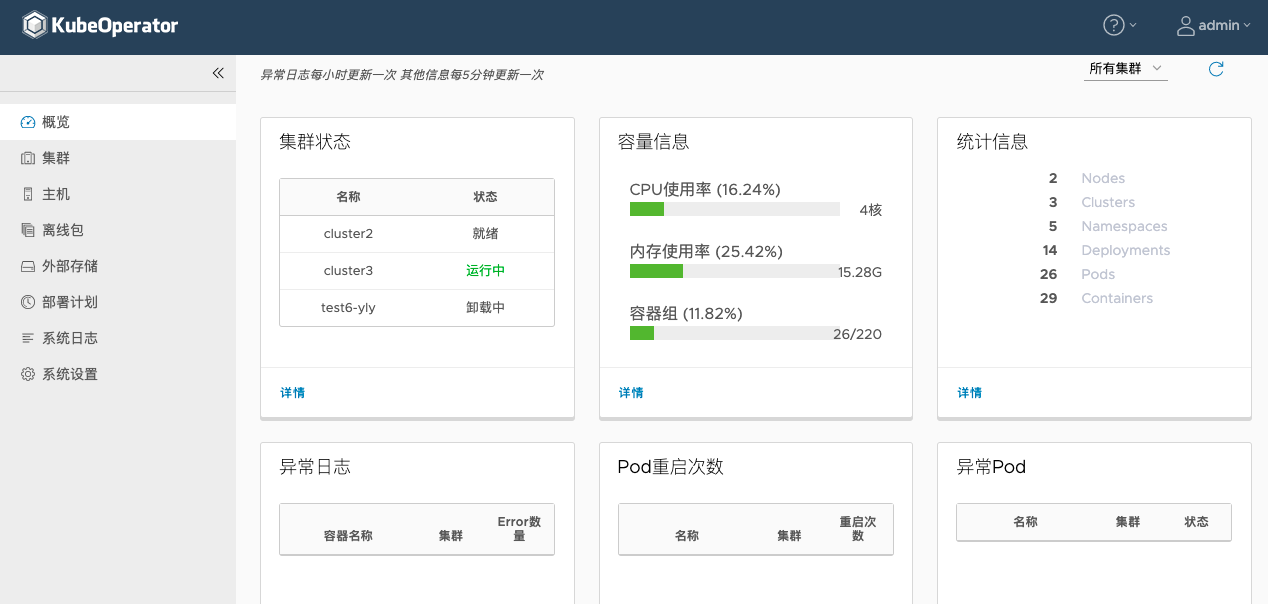 KubeOperator
admin
异常日志每小时更新一次 其他信息每5分钟更新一次
所有集群
概览
集群
主机
离线包
外部存储
部署计划
系统日志
系统设置
集群状态
名称 状态
cluster2 就绪
cluster3 运行中
test6-yly 卸载中
详情
容量信息
CPU使用率 (16.24%)
4核
内存使用率 (25.42%)
15.28G
容器组 (11.82%)
26/220
详情
统计信息
2 Nodes
3 Clusters
5 Namespaces
14 Deployments
26 Pods
29 Containers
详情
异常日志
容器名称 集群 Error数
量
Pod重启次数
名称 集群 重启次
数
异常Pod
名称 集群 状态